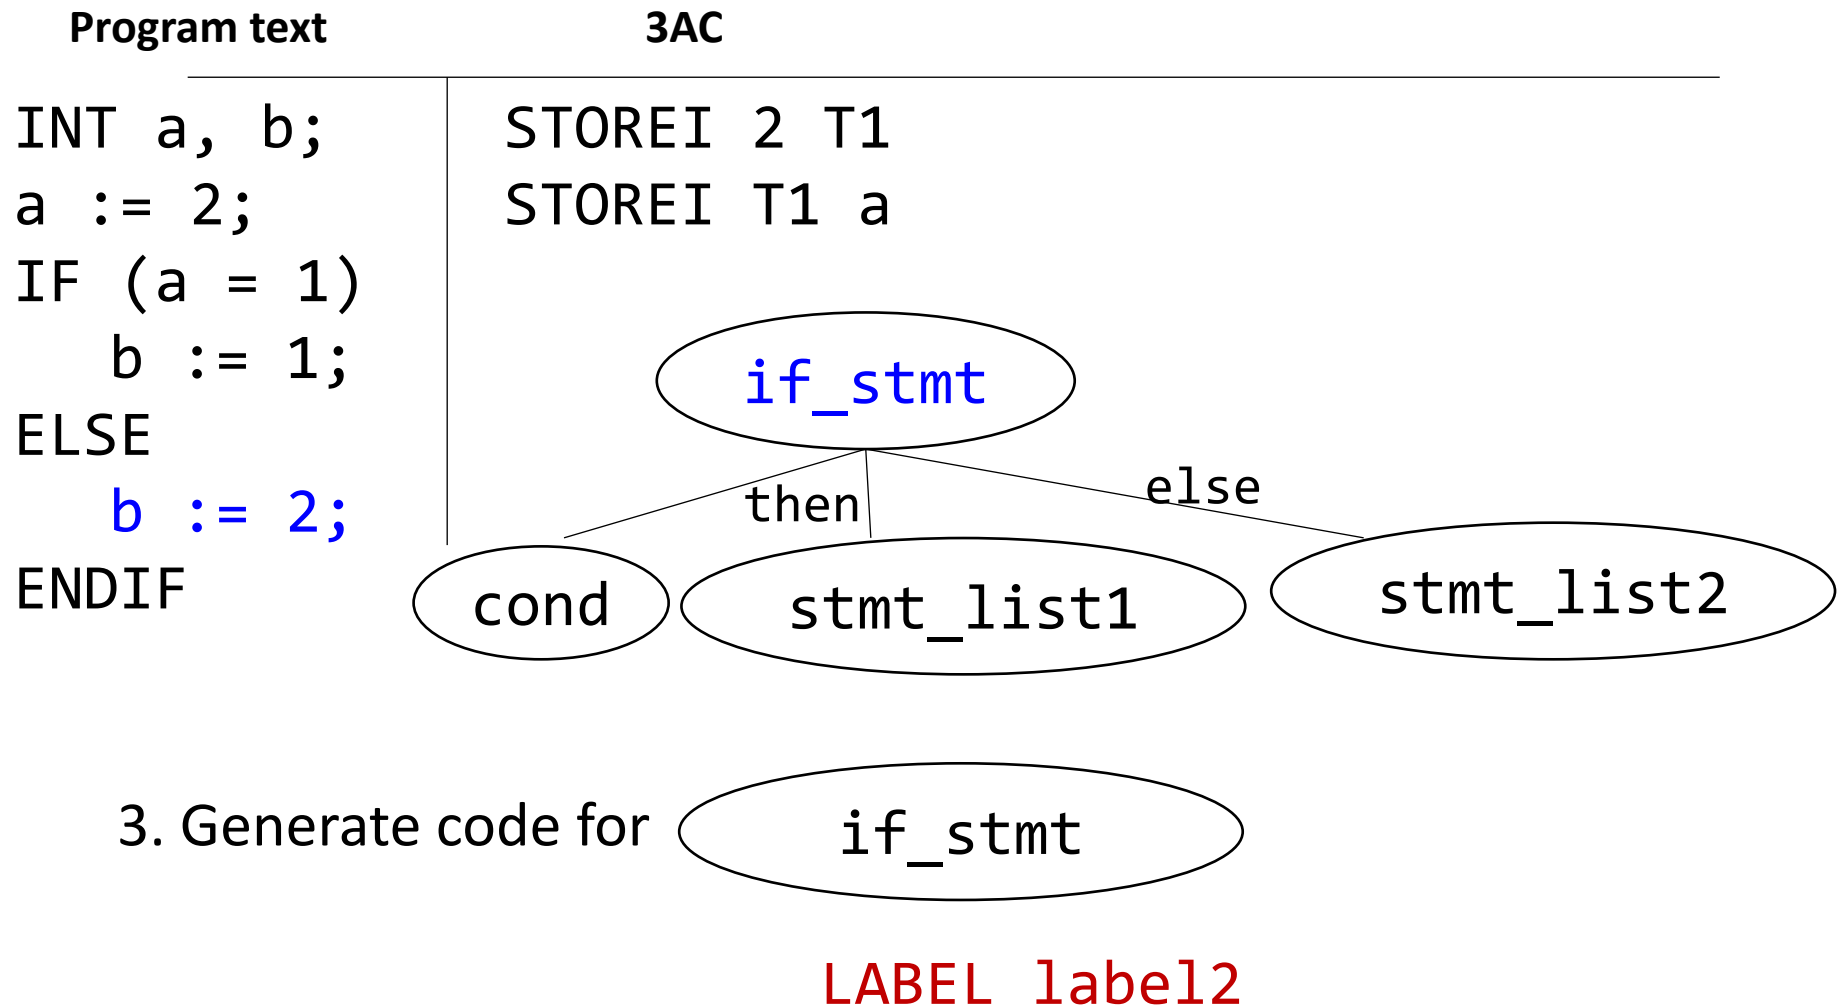 Program text
3AC
INT a, b;
a := 2;
IF (a = 1)
   b := 1;
ELSE
   b := 2;
ENDIF
STOREI 2 T1
STOREI T1 a
if_stmt
then
else
cond
stmt_list1
stmt_list2
3. Generate code for
if_stmt
LABEL label2